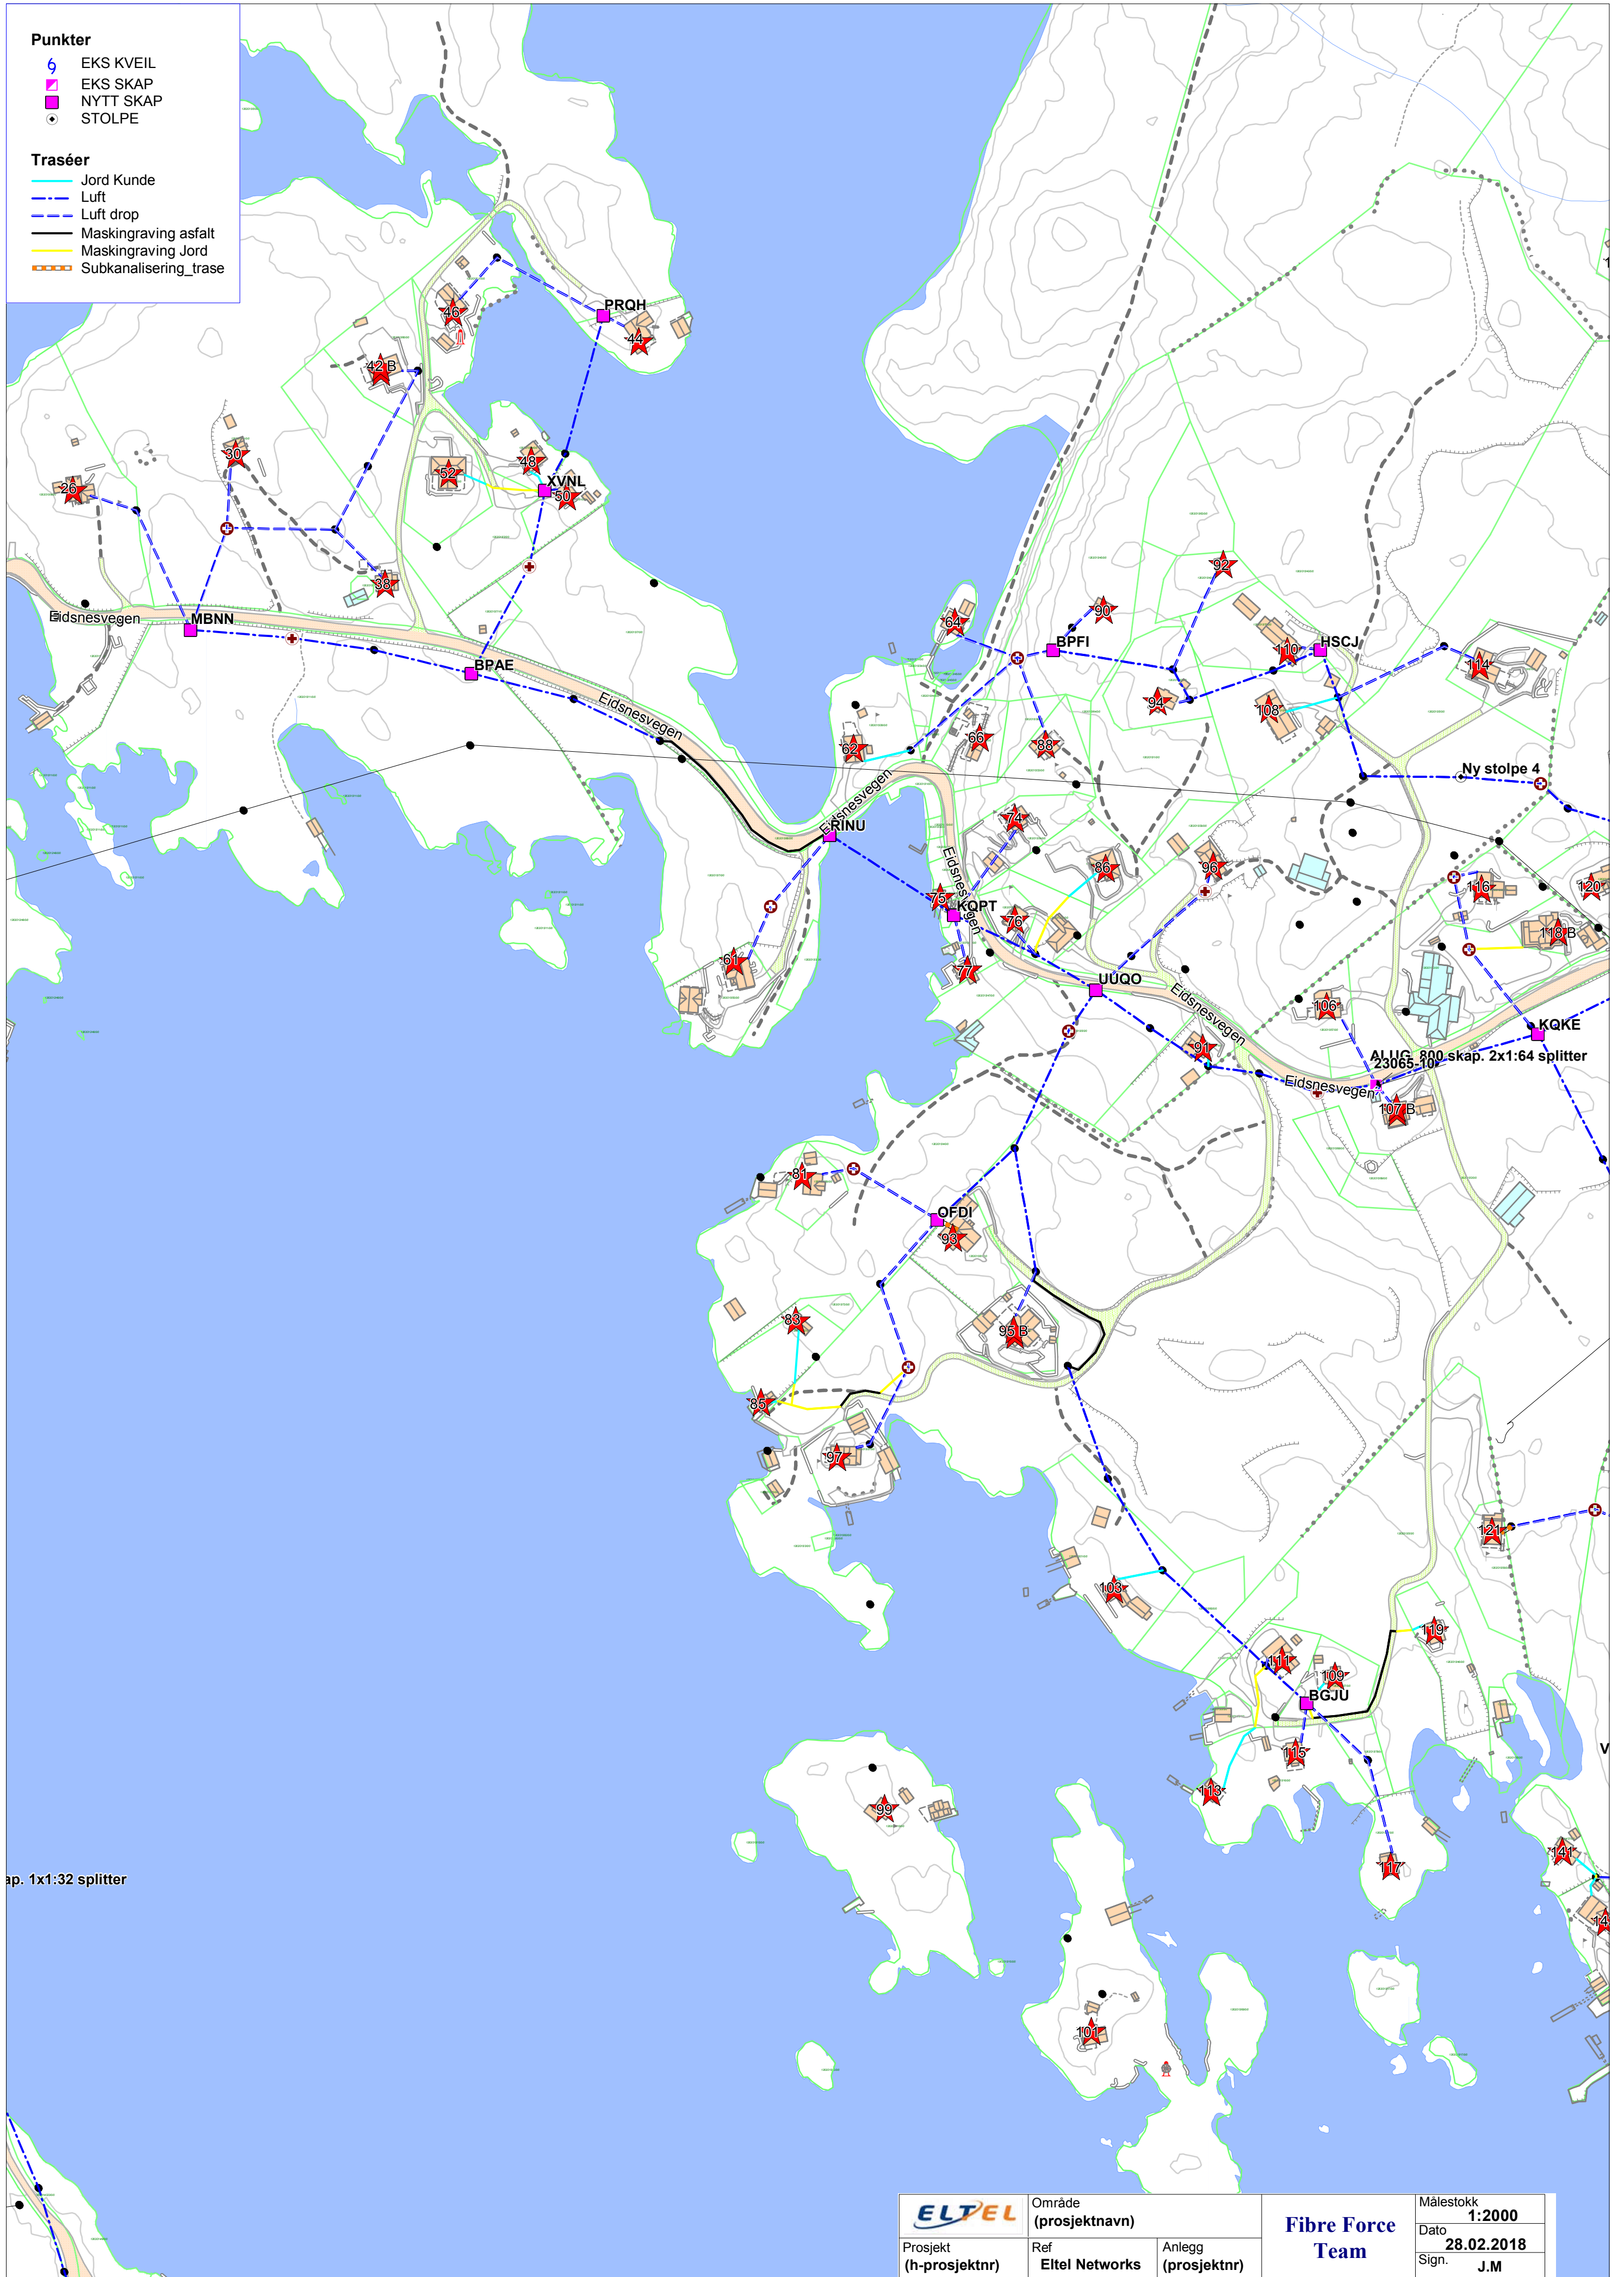 Punkter
EKS KVEIL
EKS SKAP
NYTT SKAP
STOLPE
Traséer
Jord Kunde
Luft
Luft drop
Maskingraving asfalt
Maskingraving Jord
Subkanalisering_trase
PRQH
46
44
42 B
30
48
52
XVNL
26
50
92
38
90
Eidsnesvegen
MBNN
64
BPFI
110
HSCJ
BPAE
114
94
Eidsnesvegen
108
66
62
88
Ny stolpe 4
Eidsnesvegen
74
RINU
Eidsnesvegen
86
96
116
120
75
KQPT
76
118 B
61
77
UUQO
Eidsnesvegen
106
KQKE
91
ALUG. 800 skap. 2x1:64 splitter
23065-10
Eidsnesvegen
107 B
81
OFDI
93
83
95 B
85
97
121
103
119
111
109
BGJU
V
115
113
99
141
117
ap. 1x1:32 splitter
14
101
ELTEL
Område
(prosjektnavn)
Prosjekt
(h-prosjektnr)
Ref
Eltel Networks
Anlegg
(prosjektnr)
Fibre Force
Team
Målestokk
1:2000
Dato
28.02.2018
Sign.
J.M